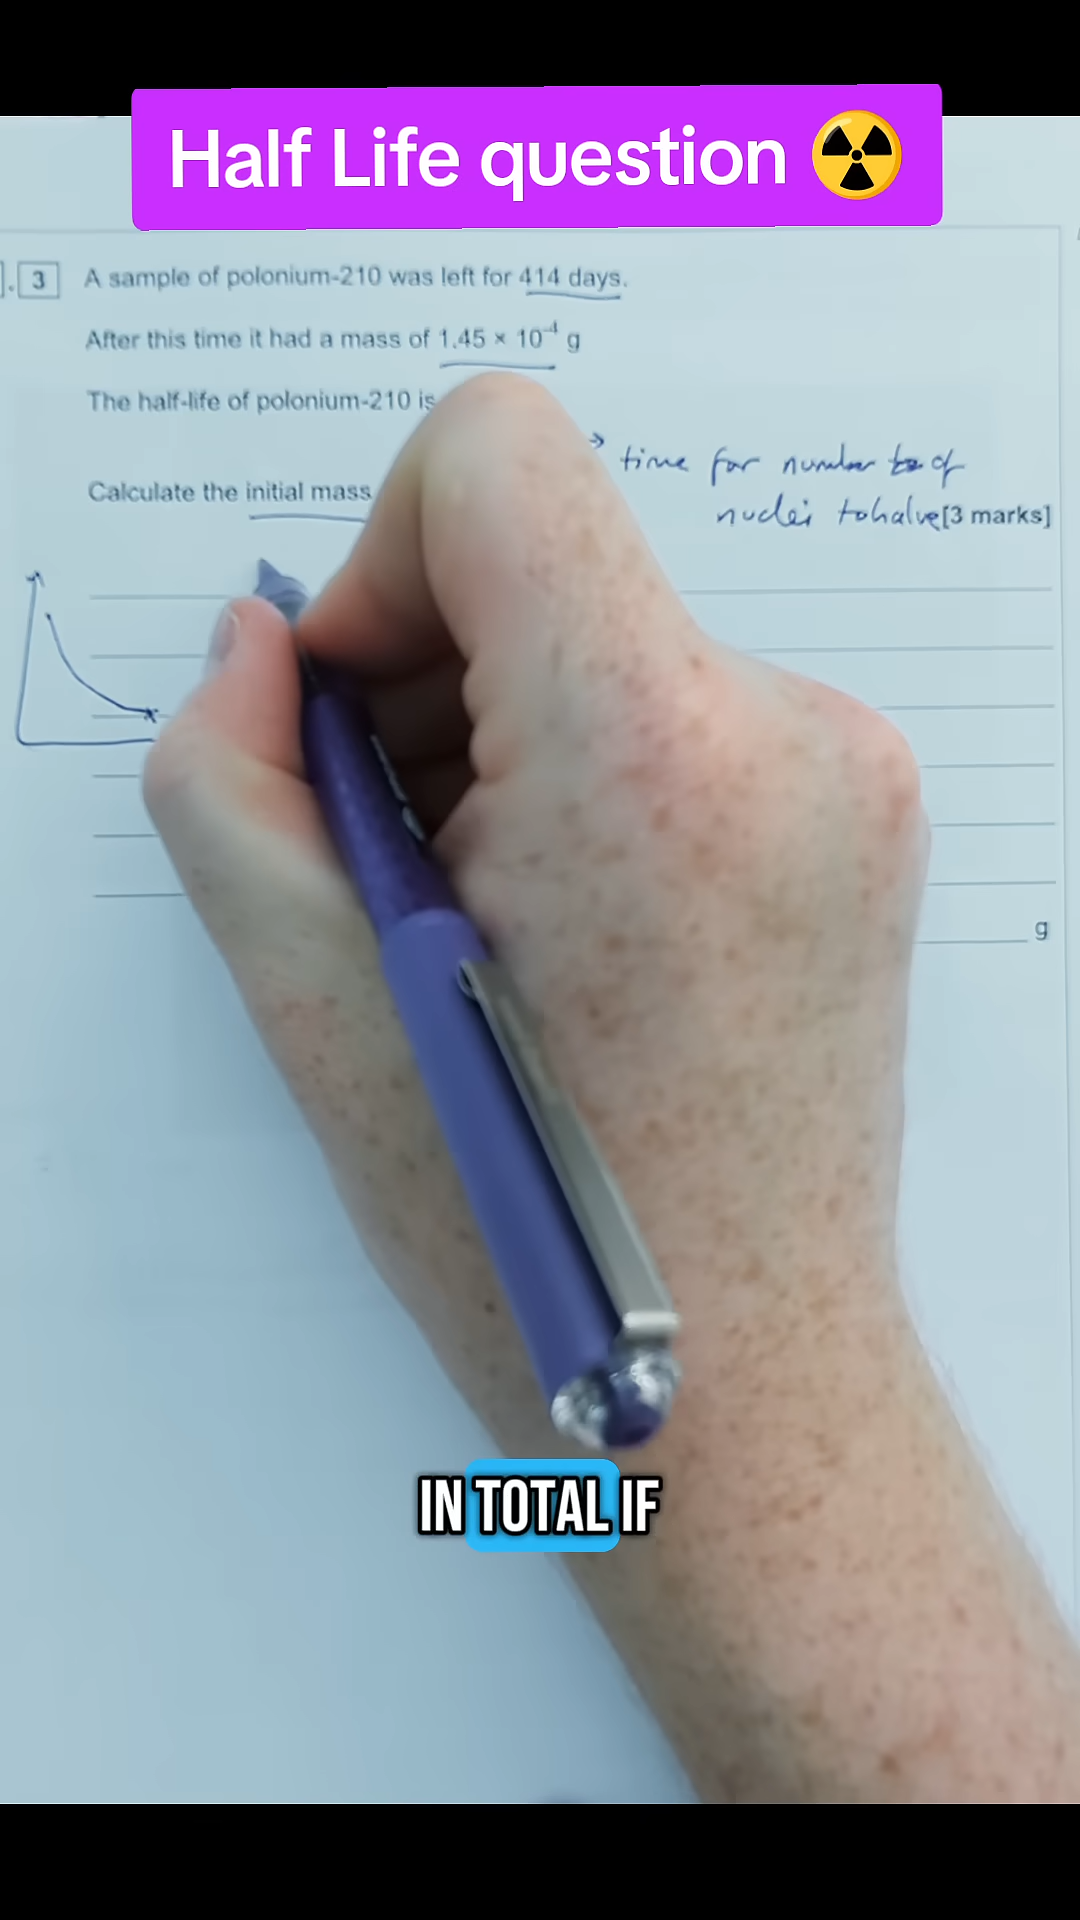 Half Life question ☢️
].3 A sample of polonium-210 was left for 414 days.
After this time it had a mass of 1.45 × 10⁻⁴ g
The half-life of polonium-210 is
→ time for number of
Calculate the initial mass
nuclei to halve [3 marks]
g
IN TOTAL IF